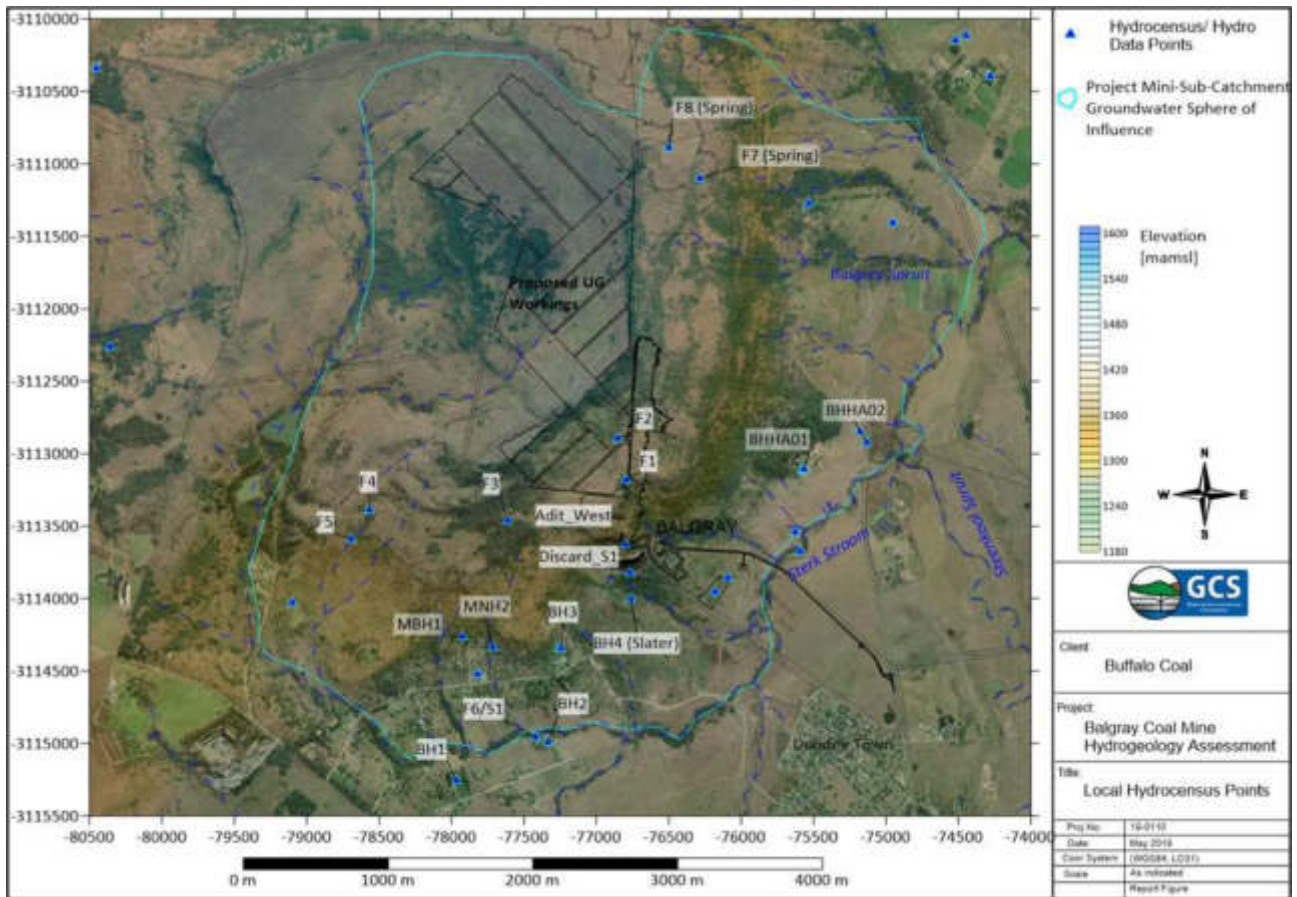 -3110000
-3110500
-3111000
-3111500
-3112000
-3112500
-3113000
-3113500
-3114000
-3114500
-3115000
-3115500
-80500
-80000
-79500
-79000
-78500
-78000
-77500
-77000
-76500
-76000
-75500
-75000
-74500
-74000
F8 (Spring)
F7 (Spring)
Balgrey Spruit
Proposed UG
Workings
F2
F1
BHHA02
BHHA01
F4
F3
F5
Adit_West
BALGRAY
Discard_S1
Sterk Stroom
Steenkool Spruit
MNH2
BH3
MBH1
BH4 (Slater)
F6/S1
BH2
BH1
Dundee Town
0 m
1000 m
2000 m
3000 m
4000 m
Hydrocensus/ Hydro
Data Points
Project Mini-Sub-Catchment
Groundwater Sphere of
Influence
Elevation
[mamsl]
1600
1540
1480
1420
1360
1300
1240
1180
N
W
E
S
GCS
Client
Buffalo Coal
Project:
Balgray Coal Mine
Hydrogeology Assessment
Title:
Local Hydrocensus Points
Proj No:
Date
Coor System
(WGS84, LO31)
Scale
As indicated
Report Figure